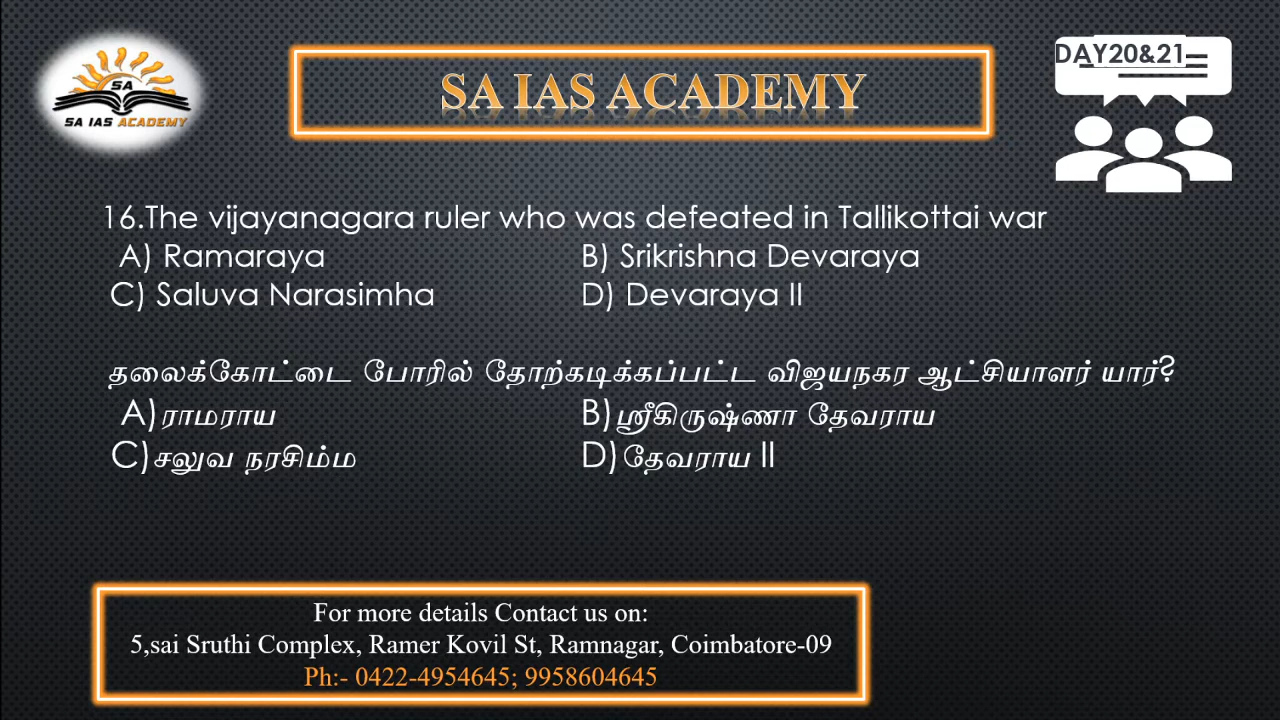 SA
SA IAS ACADEMY
SA IAS ACADEMY
DAY20&21
16.The vijayanagara ruler who was defeated in Tallikottai war
A) Ramaraya B) Srikrishna Devaraya
C) Saluva Narasimha D) Devaraya II
தலைக்கோட்டை போரில் தோற்கடிக்கப்பட்ட விஜயநகர ஆட்சியாளர் யார்?
A)ராமராய B)ஸ்ரீகிருஷ்ணா தேவராய
C)சலுவ நரசிம்ம D)தேவராய II
For more details Contact us on:
5,sai Sruthi Complex, Ramer Kovil St, Ramnagar, Coimbatore-09
Ph:- 0422-4954645; 9958604645